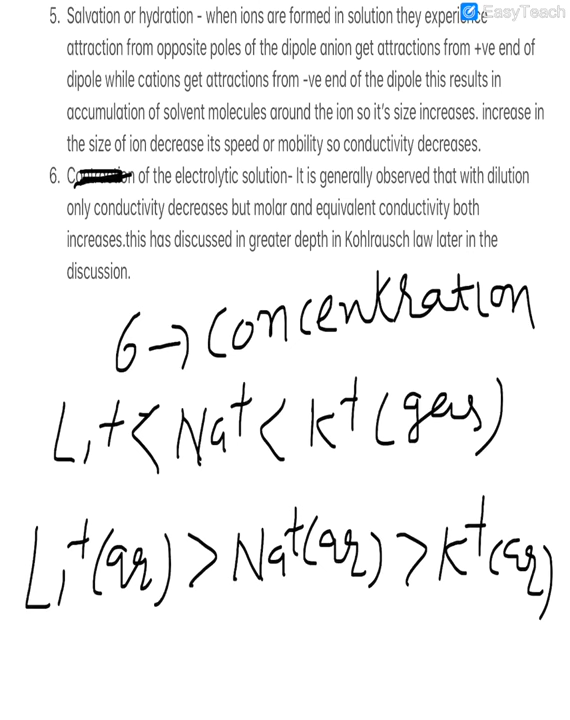 5. Salvation or hydration - when ions are formed in solution they experience
EasyTeach
attraction from opposite poles of the dipole anion get attractions from +ve end of
dipole while cations get attractions from -ve end of the dipole this results in
accumulation of solvent molecules around the ion so it's size increases. increase in
the size of ion decrease its speed or mobility so conductivity decreases.
6. of the electrolytic solution- It is generally observed that with dilution
only conductivity decreases but molar and equivalent conductivity both
increases.this has discussed in greater depth in Kohlrausch law later in the
discussion.
6→ Concentration
Li+ < Na+ < K+ (gas)
Li+(aq) > Na+(aq) > K+(aq)